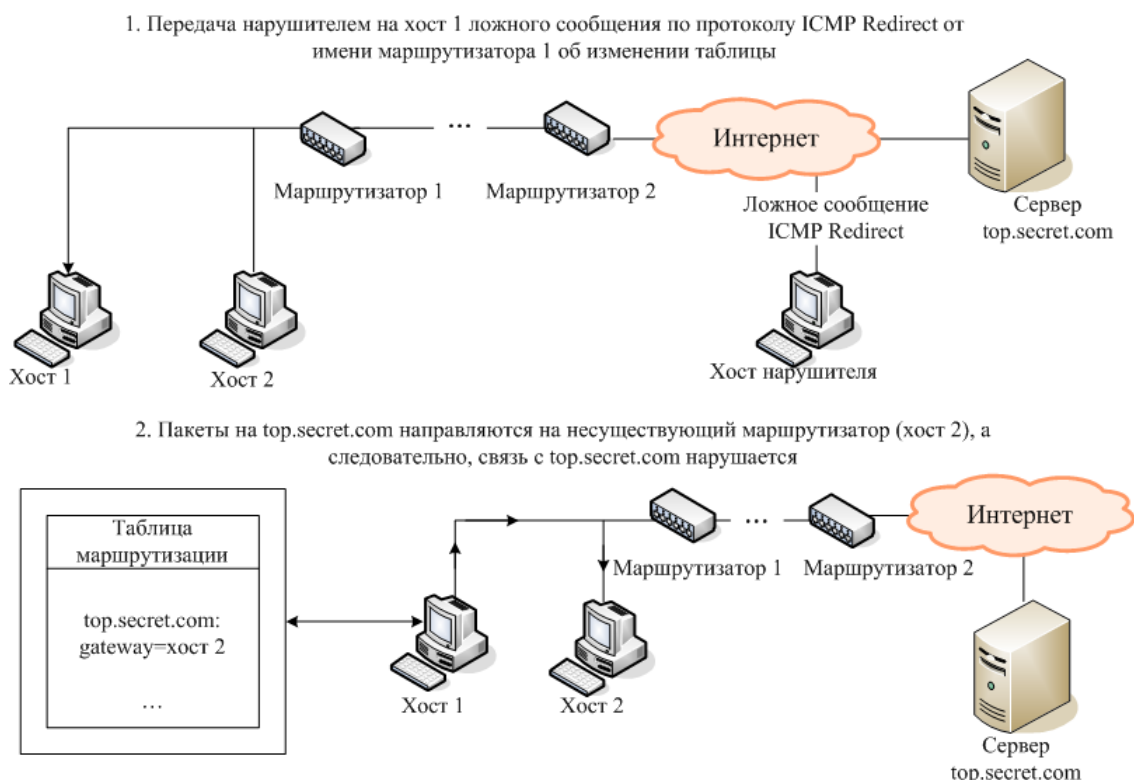 1. Передача нарушителем на хост 1 ложного сообщения по протоколу ICMP Redirect от
имени маршрутизатора 1 об изменении таблицы
...
Интернет
Маршрутизатор 1
Маршрутизатор 2
Ложное сообщение
ICMP Redirect
Сервер
top.secret.com
Хост 1
Хост 2
Хост нарушителя
2. Пакеты на top.secret.com направляются на несуществующий маршрутизатор (хост 2), а
следовательно, связь с top.secret.com нарушается
Таблица
маршрутизации
top.secret.com:
gateway=хост 2
...
...
Интернет
Маршрутизатор 1
Маршрутизатор 2
Хост 1
Хост 2
Сервер
top.secret.com